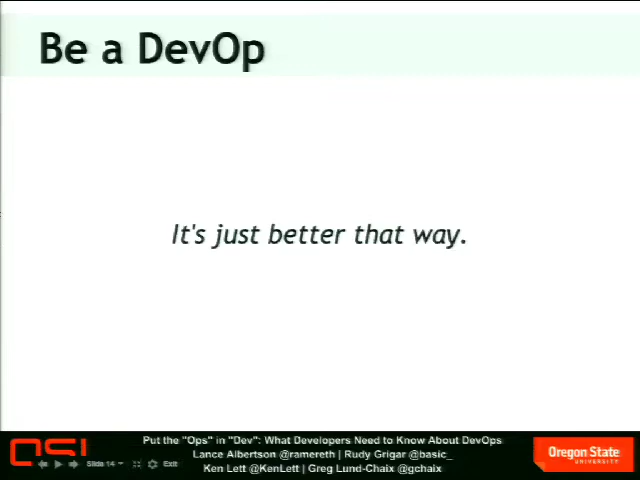 Be a DevOp
It's just better that way.
Put the "Ops" in "Dev": What Developers Need to Know About DevOps
Lance Albertson @ramereth | Rudy Grigar @basic_
Ken Lett @KenLett | Greg Lund-Chaix @gchaix
OSL
Slide 14
Exit
Oregon State
UNIVERSITY